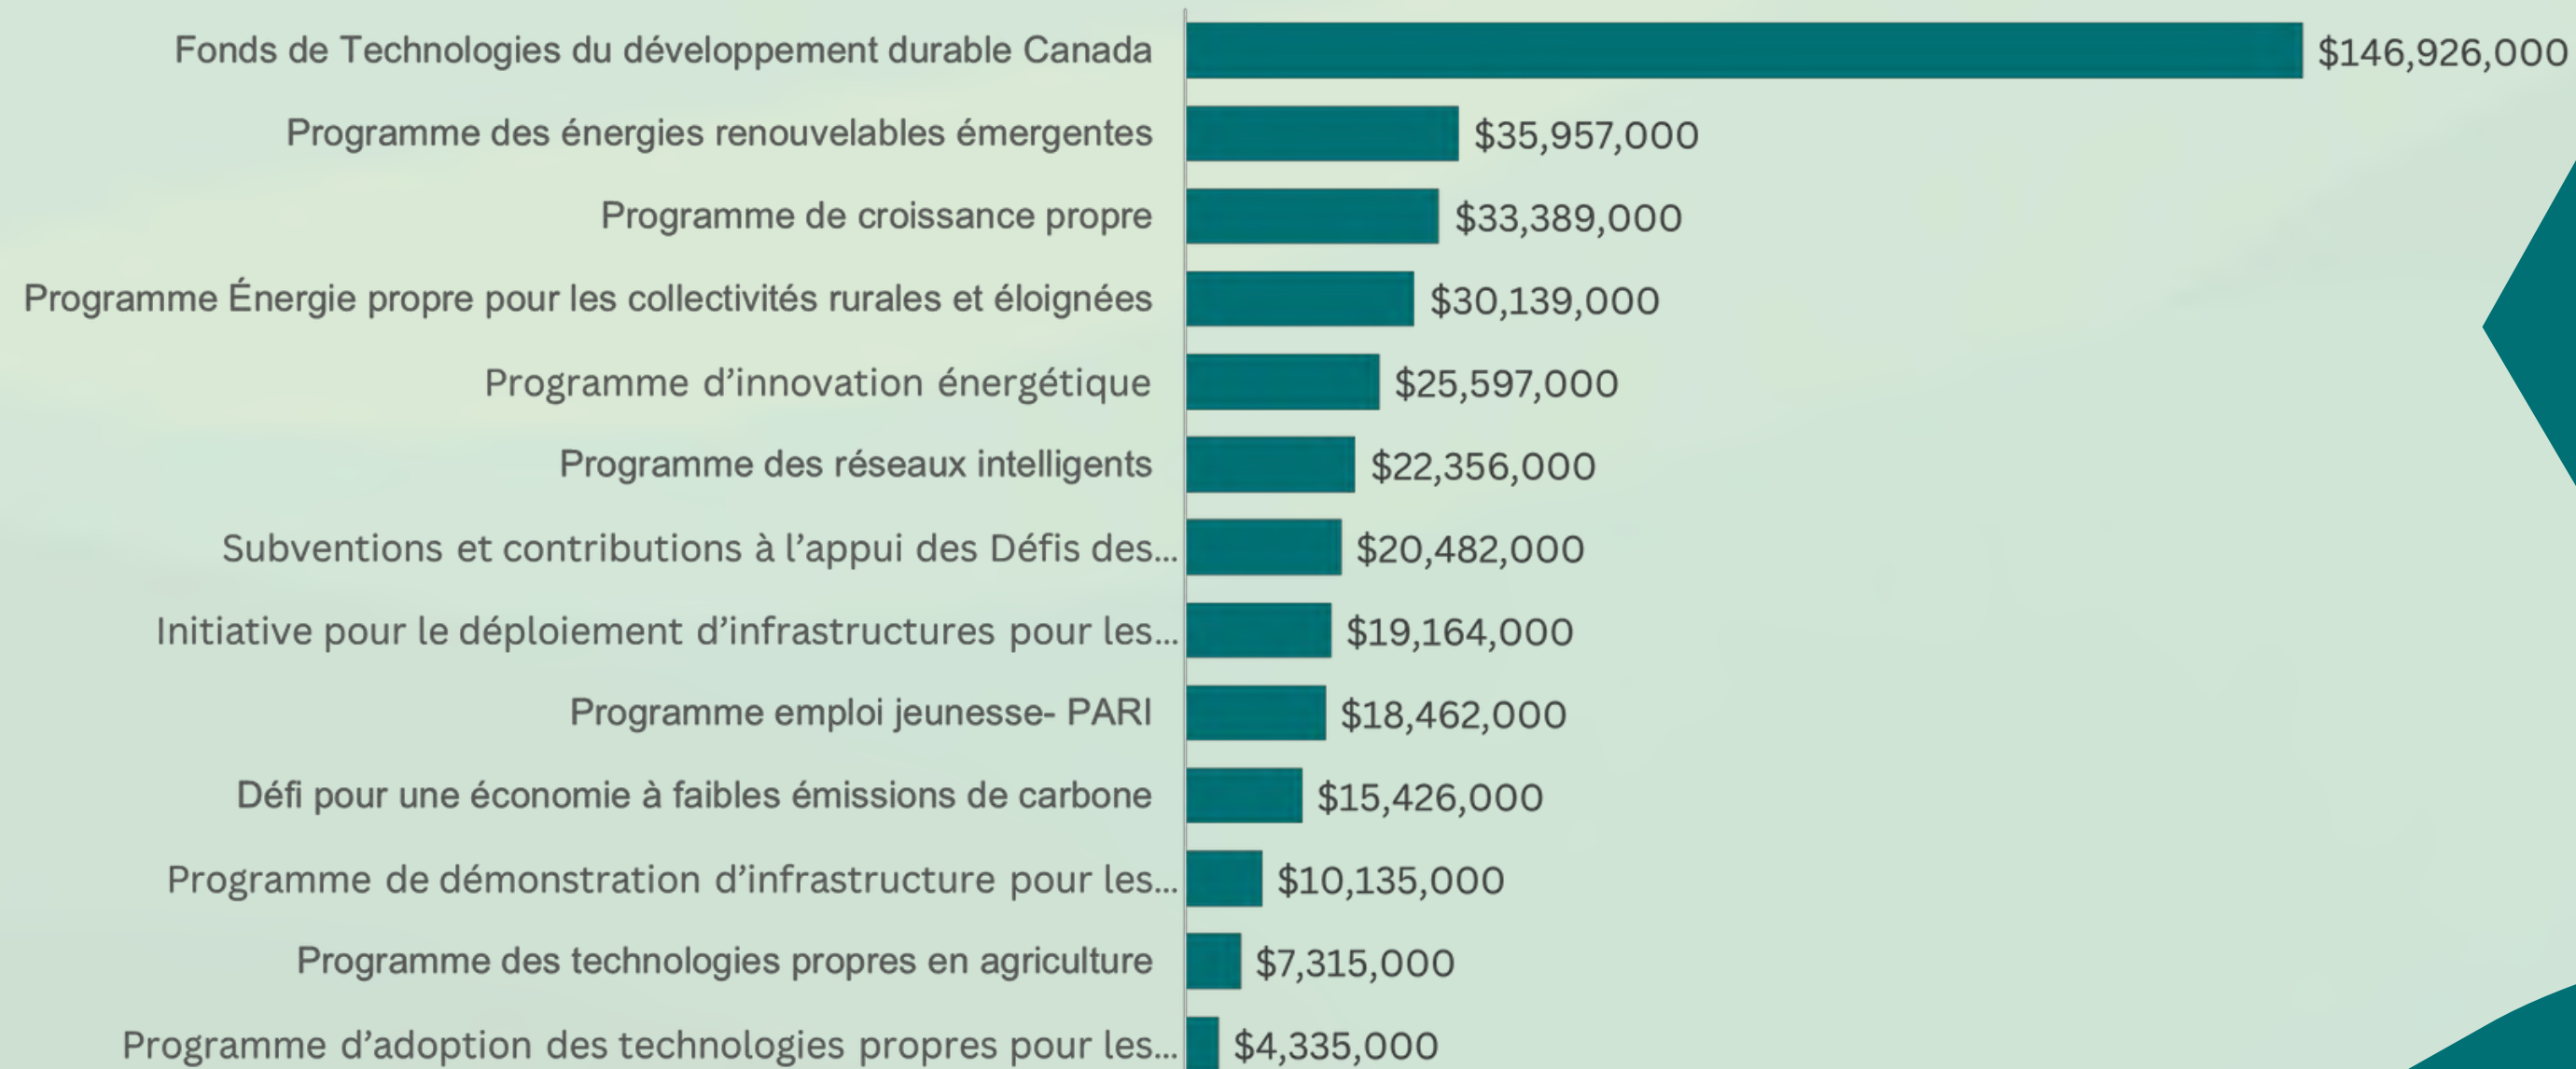 Fonds de Technologies du développement durable Canada $146,926,000
Programme des énergies renouvelables émergentes $35,957,000
Programme de croissance propre $33,389,000
Programme Énergie propre pour les collectivités rurales et éloignées $30,139,000
Programme d’innovation énergétique $25,597,000
Programme des réseaux intelligents $22,356,000
Subventions et contributions à l’appui des Défis des... $20,482,000
Initiative pour le déploiement d’infrastructures pour les... $19,164,000
Programme emploi jeunesse- PARI $18,462,000
Défi pour une économie à faibles émissions de carbone $15,426,000
Programme de démonstration d’infrastructure pour les... $10,135,000
Programme des technologies propres en agriculture $7,315,000
Programme d’adoption des technologies propres pour les... $4,335,000